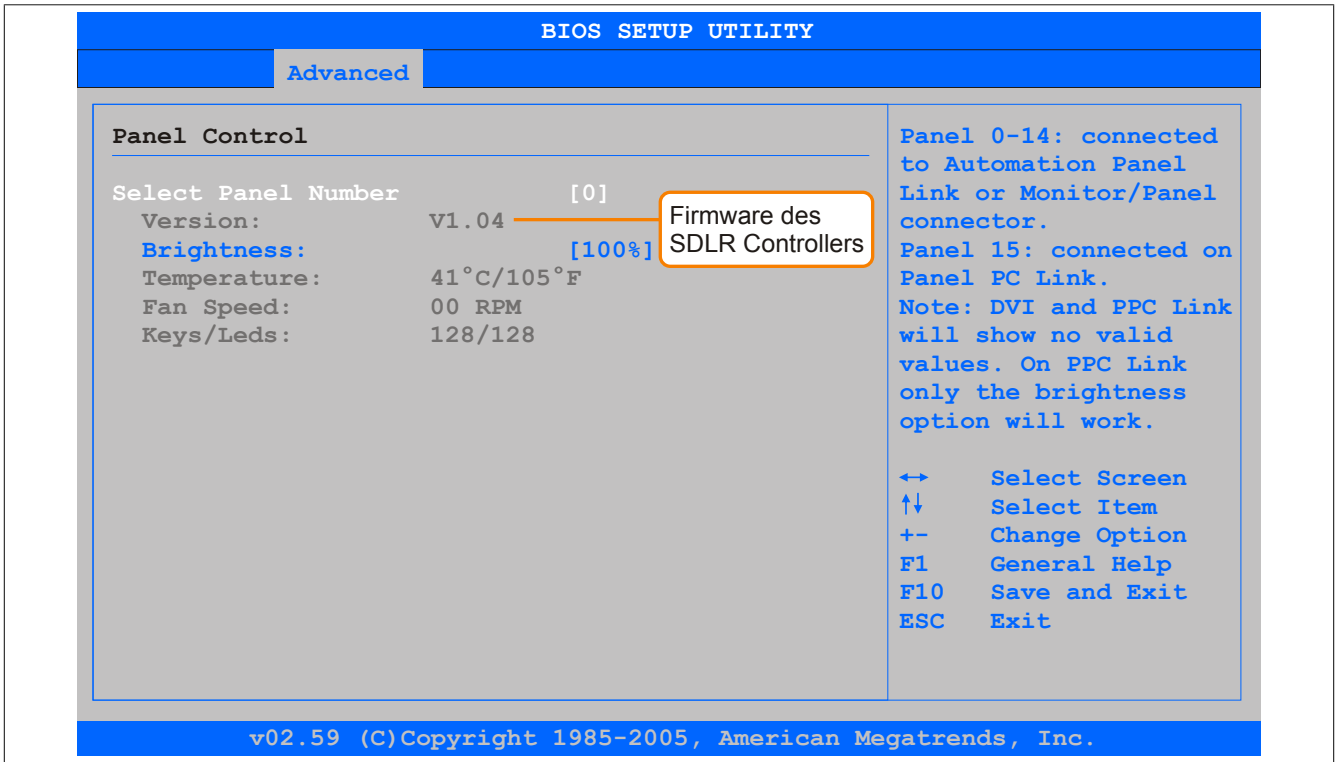 BIOS SETUP UTILITY
Advanced
Panel Control
Select Panel Number [0]
Version: V1.04
Firmware des
SDLR Controllers
Brightness: [100%]
Temperature: 41°C/105°F
Fan Speed: 00 RPM
Keys/Leds: 128/128
Panel 0-14: connected
to Automation Panel
Link or Monitor/Panel
connector.
Panel 15: connected on
Panel PC Link.
Note: DVI and PPC Link
will show no valid
values. On PPC Link
only the brightness
option will work.
↔ Select Screen
↑↓ Select Item
+- Change Option
F1 General Help
F10 Save and Exit
ESC Exit
v02.59 (C)Copyright 1985-2005, American Megatrends, Inc.